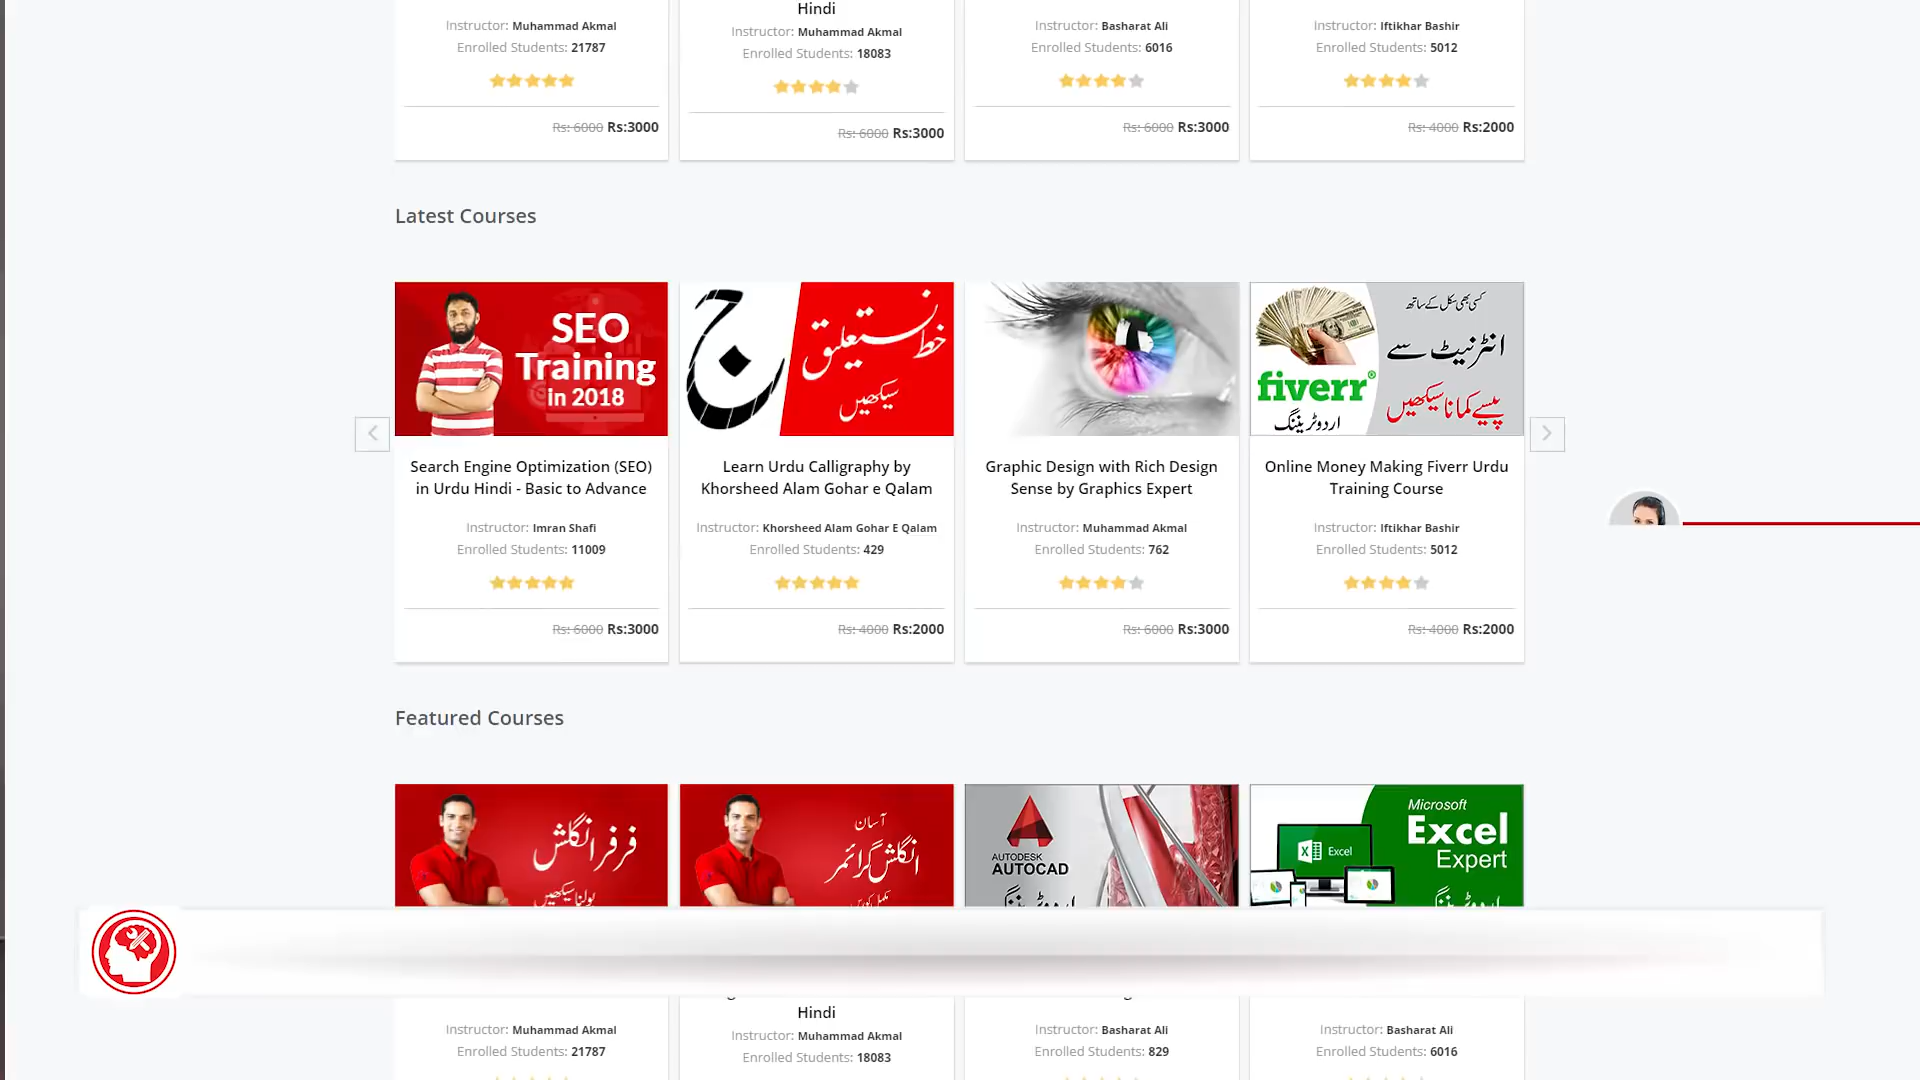 Instructor: Muhammad Akmal
Enrolled Students: 21787
Rs: 6000 Rs:3000
Hindi
Instructor: Muhammad Akmal
Enrolled Students: 18083
Rs: 6000 Rs:3000
Instructor: Basharat Ali
Enrolled Students: 6016
Rs: 6000 Rs:3000
Instructor: Iftikhar Bashir
Enrolled Students: 5012
Rs: 4000 Rs:2000
Latest Courses
SEO
Training
in 2018
Search Engine Optimization (SEO)
in Urdu Hindi - Basic to Advance
Instructor: Imran Shafi
Enrolled Students: 11009
Rs: 6000 Rs:3000
ج
خط نستعلیق
سیکھیں
Learn Urdu Calligraphy by
Khorsheed Alam Gohar e Qalam
Instructor: Khorsheed Alam Gohar E Qalam
Enrolled Students: 429
Rs: 4000 Rs:2000
Graphic Design with Rich Design
Sense by Graphics Expert
Instructor: Muhammad Akmal
Enrolled Students: 762
Rs: 6000 Rs:3000
کسی بھی سکل کے ساتھ
انٹرنیٹ سے
پیسے کمانا سیکھیں
fiverr®
اردو ٹریننگ
Online Money Making Fiverr Urdu
Training Course
Instructor: Iftikhar Bashir
Enrolled Students: 5012
Rs: 4000 Rs:2000
Featured Courses
فرفر انگلش
بولنا سیکھیں
Instructor: Muhammad Akmal
Enrolled Students: 21787
آسان
انگلش گرائمر
Hindi
Instructor: Muhammad Akmal
Enrolled Students: 18083
AUTODESK
AUTOCAD
اردو ٹریننگ
Instructor: Basharat Ali
Enrolled Students: 829
Microsoft
Excel
Expert
Excel
اردو ٹریننگ
Instructor: Basharat Ali
Enrolled Students: 6016